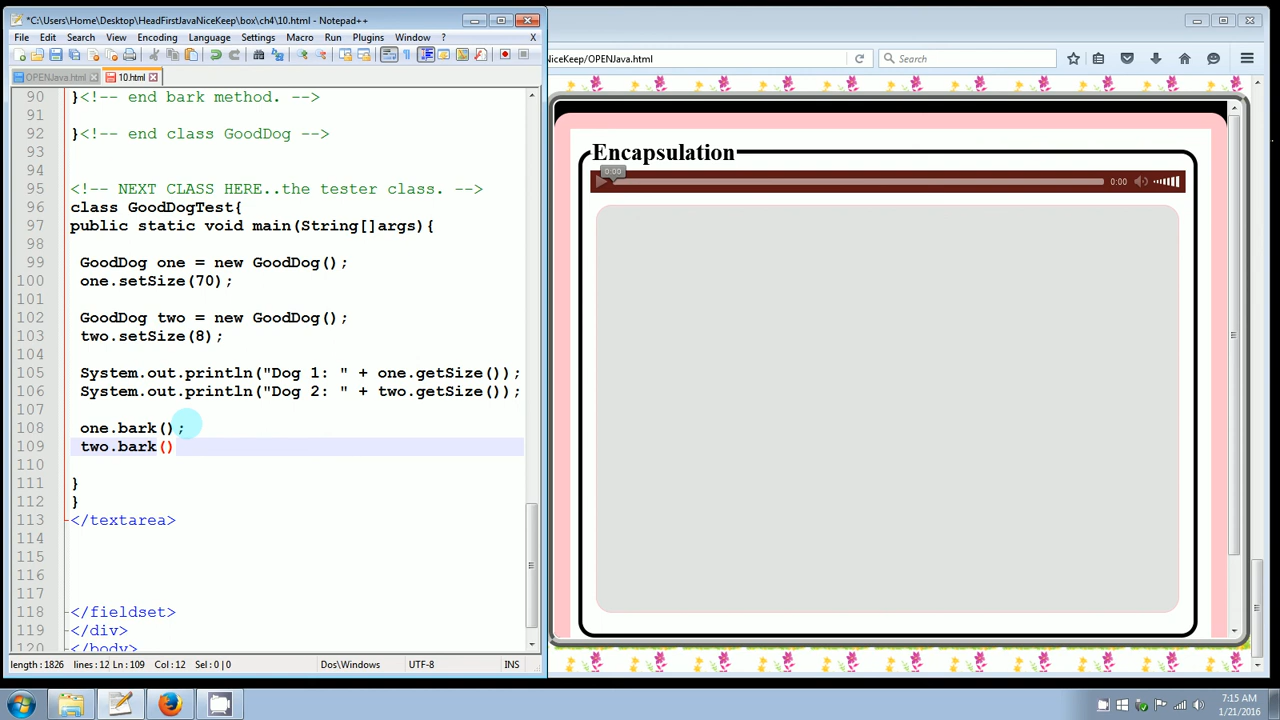 *C:\Users\Home\Desktop\HeadFirstJavaNiceKeep\box\ch4\10.html - Notepad++
File Edit Search View Encoding Language Settings Macro Run Plugins Window ? X
OPENJava.html 10.html
90 }<!-- end bark method. -->
91
92 }<!-- end class GoodDog -->
93
94
95 <!-- NEXT CLASS HERE..the tester class. -->
96 class GoodDogTest{
97 public static void main(String[]args){
98
99 GoodDog one = new GoodDog();
100 one.setSize(70);
101
102 GoodDog two = new GoodDog();
103 two.setSize(8);
104
105 System.out.println("Dog 1: " + one.getSize());
106 System.out.println("Dog 2: " + two.getSize());
107
108 one.bark();
109 two.bark()
110
111 }
112 }
113 </textarea>
114
115
116
117
118 </fieldset>
119 </div>
120 </body>
length : 1826 lines : 12 Ln : 109 Col : 12 Sel : 0 | 0 Dos\Windows UTF-8 INS
NiceKeep/OPENJava.html Search
Encapsulation
0:00
0:00
7:15 AM
1/21/2016